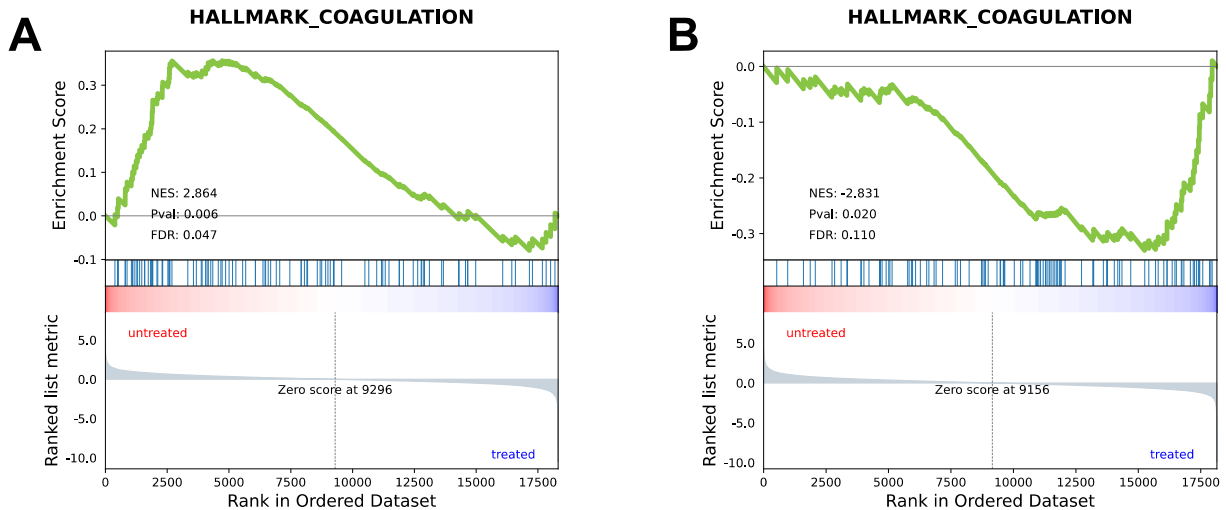 A
HALLMARK_COAGULATION
Enrichment Score
0.3
0.2
0.1
0.0
-0.1
NES: 2.864
Pval: 0.006
FDR: 0.047
Ranked list metric
5.0
0.0
-5.0
-10.0
untreated
Zero score at 9296
treated
0 2500 5000 7500 10000 12500 15000 17500
Rank in Ordered Dataset
B
HALLMARK_COAGULATION
Enrichment Score
0.0
-0.1
-0.2
-0.3
NES: -2.831
Pval: 0.020
FDR: 0.110
Ranked list metric
5.0
0.0
-5.0
-10.0
untreated
Zero score at 9156
treated
0 2500 5000 7500 10000 12500 15000 17500
Rank in Ordered Dataset